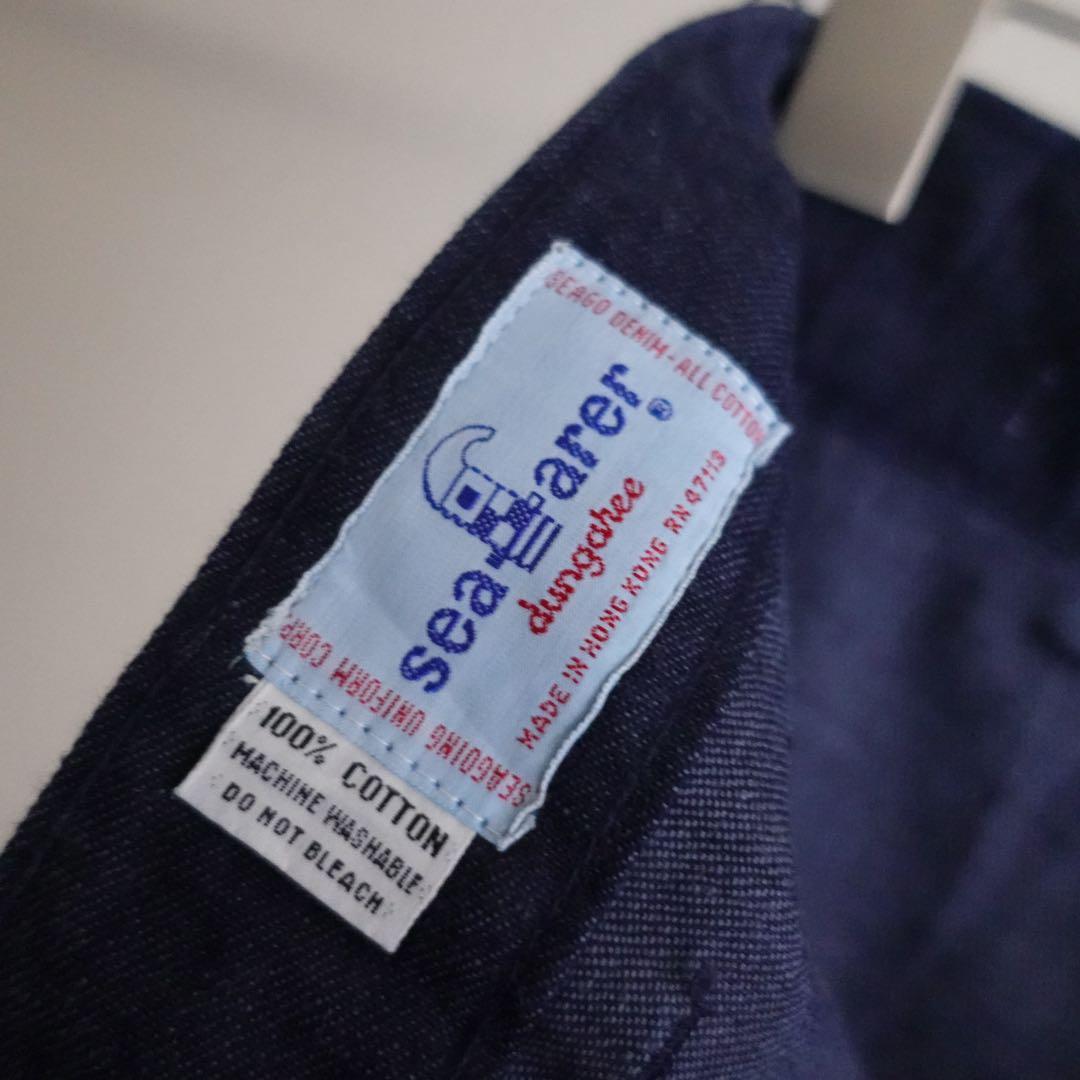 SEAGO DENIM - ALL COTTON
seafarer®
dungaree
MADE IN HONG KONG RN 47113
SEAGOING UNIFORM CORP.
100% COTTON
MACHINE WASHABLE
DO NOT BLEACH